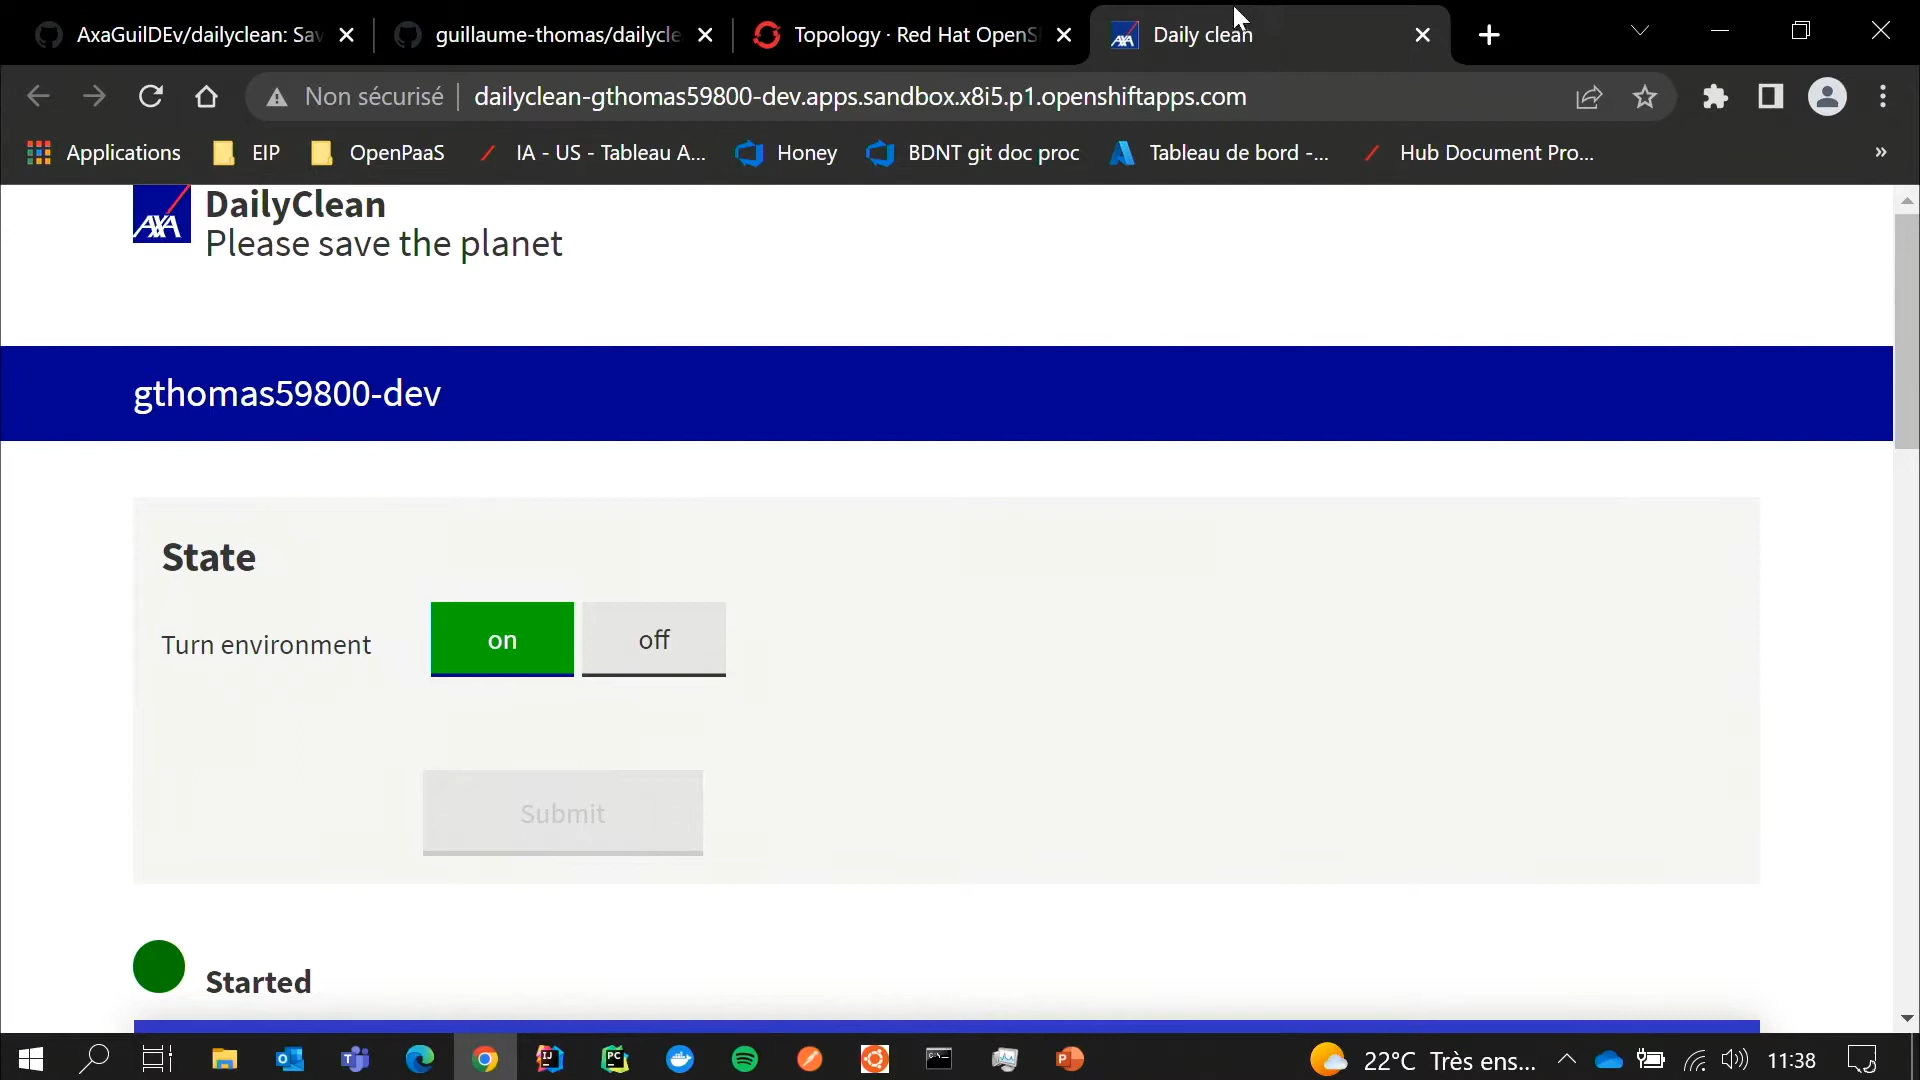 AxaGuilDEv/dailyclean: Sav
guillaume-thomas/dailycle
Topology · Red Hat OpenS
Daily clean
Non sécurisé
dailyclean-gthomas59800-dev.apps.sandbox.x8i5.p1.openshiftapps.com
Applications
EIP
OpenPaaS
IA - US - Tableau A...
Honey
BDNT git doc proc
Tableau de bord -...
Hub Document Pro...
»
AXA
DailyClean
Please save the planet
gthomas59800-dev
State
Turn environment
on
off
Submit
Started
22°C Très ens...
11:38